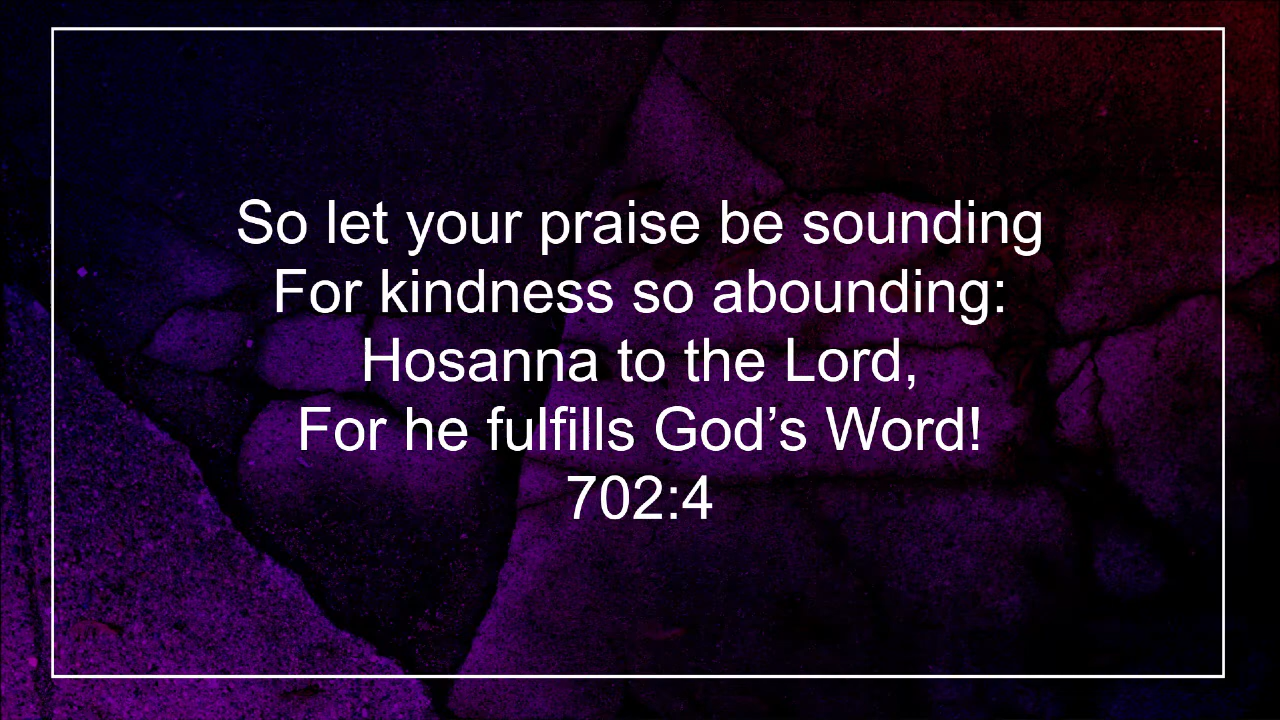 So let your praise be sounding
For kindness so abounding:
Hosanna to the Lord,
For he fulfills God’s Word!
702:4